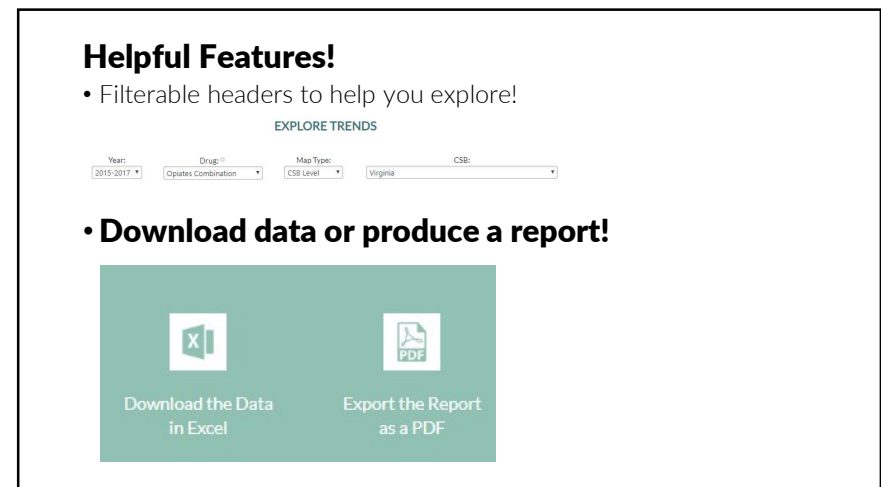 Helpful Features!
• Filterable headers to help you explore!
EXPLORE TRENDS
Year: Drug: Map Type: CSB:
2015-2017 Opiates Combination CSB Level Virginia
• Download data or produce a report!
X PDF
Download the Data Export the Report
in Excel as a PDF